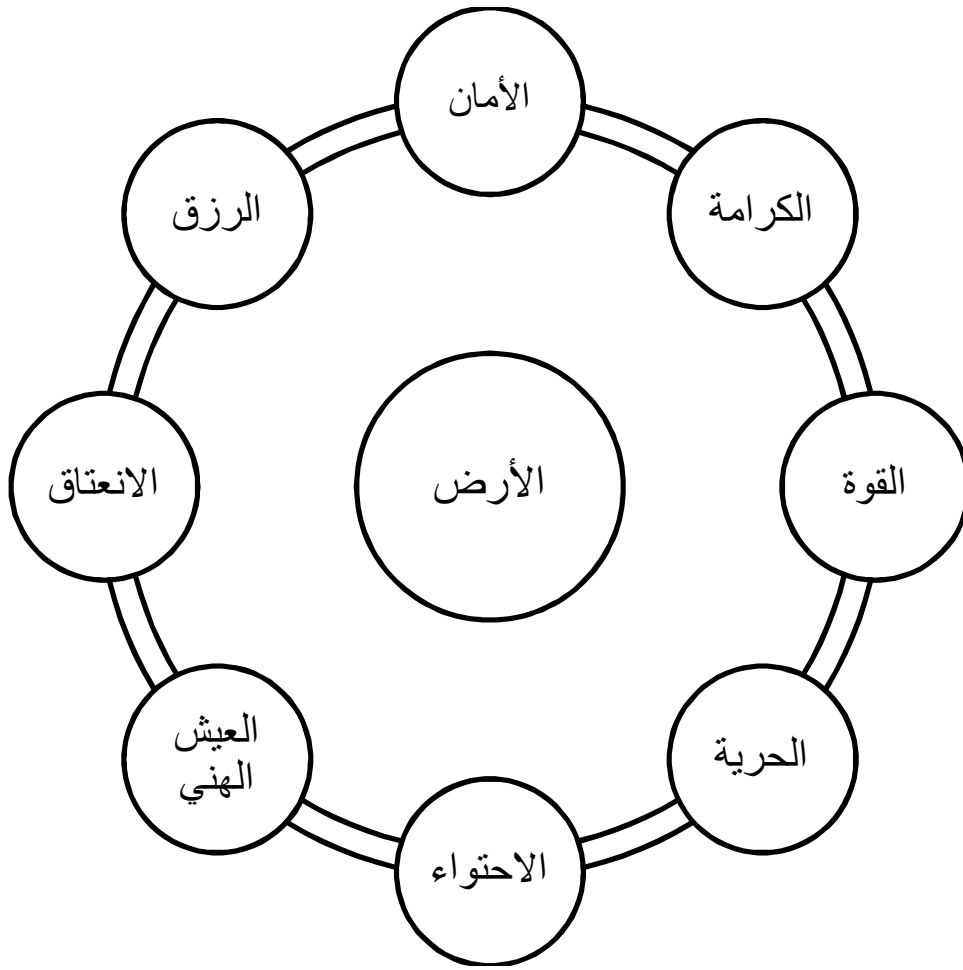 الأمان
الكرامة
الرزق
القوة
الأرض
الانعتاق
الحرية
العيش
الهني
الاحتواء